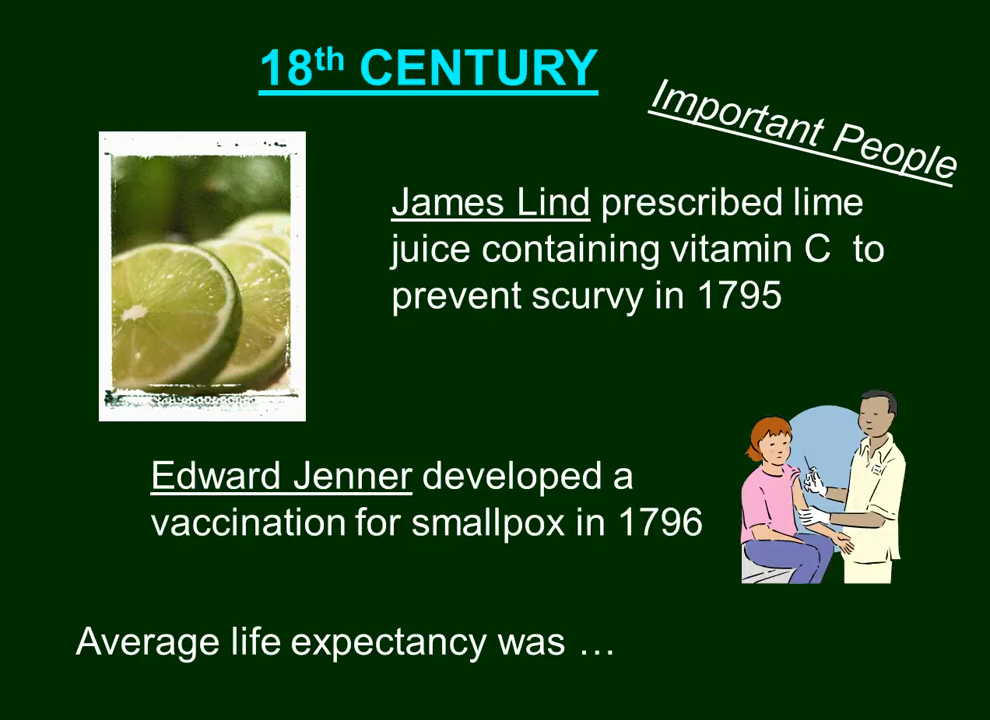 18th CENTURY
Important People
James Lind prescribed lime
juice containing vitamin C  to
prevent scurvy in 1795
Edward Jenner developed a
vaccination for smallpox in 1796
Average life expectancy was …